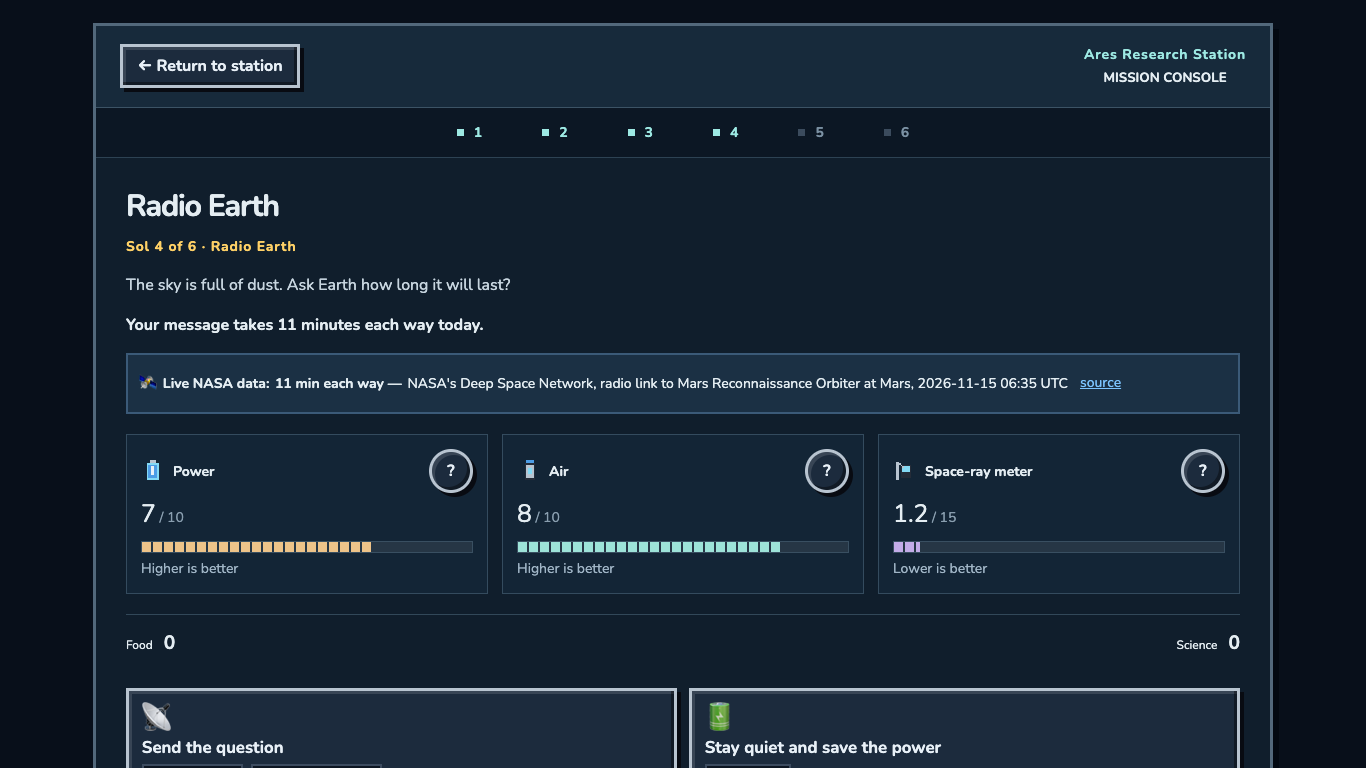 ← Return to station
Ares Research Station
MISSION CONSOLE
1 2 3 4 5 6
Radio Earth
Sol 4 of 6 · Radio Earth
The sky is full of dust. Ask Earth how long it will last?
Your message takes 11 minutes each way today.
Live NASA data: 11 min each way — NASA's Deep Space Network, radio link to Mars Reconnaissance Orbiter at Mars, 2026-11-15 06:35 UTC source
Power ?
7 / 10
Higher is better
Air ?
8 / 10
Higher is better
Space-ray meter ?
1.2 / 15
Lower is better
Food 0
Science 0
Send the question
Stay quiet and save the power